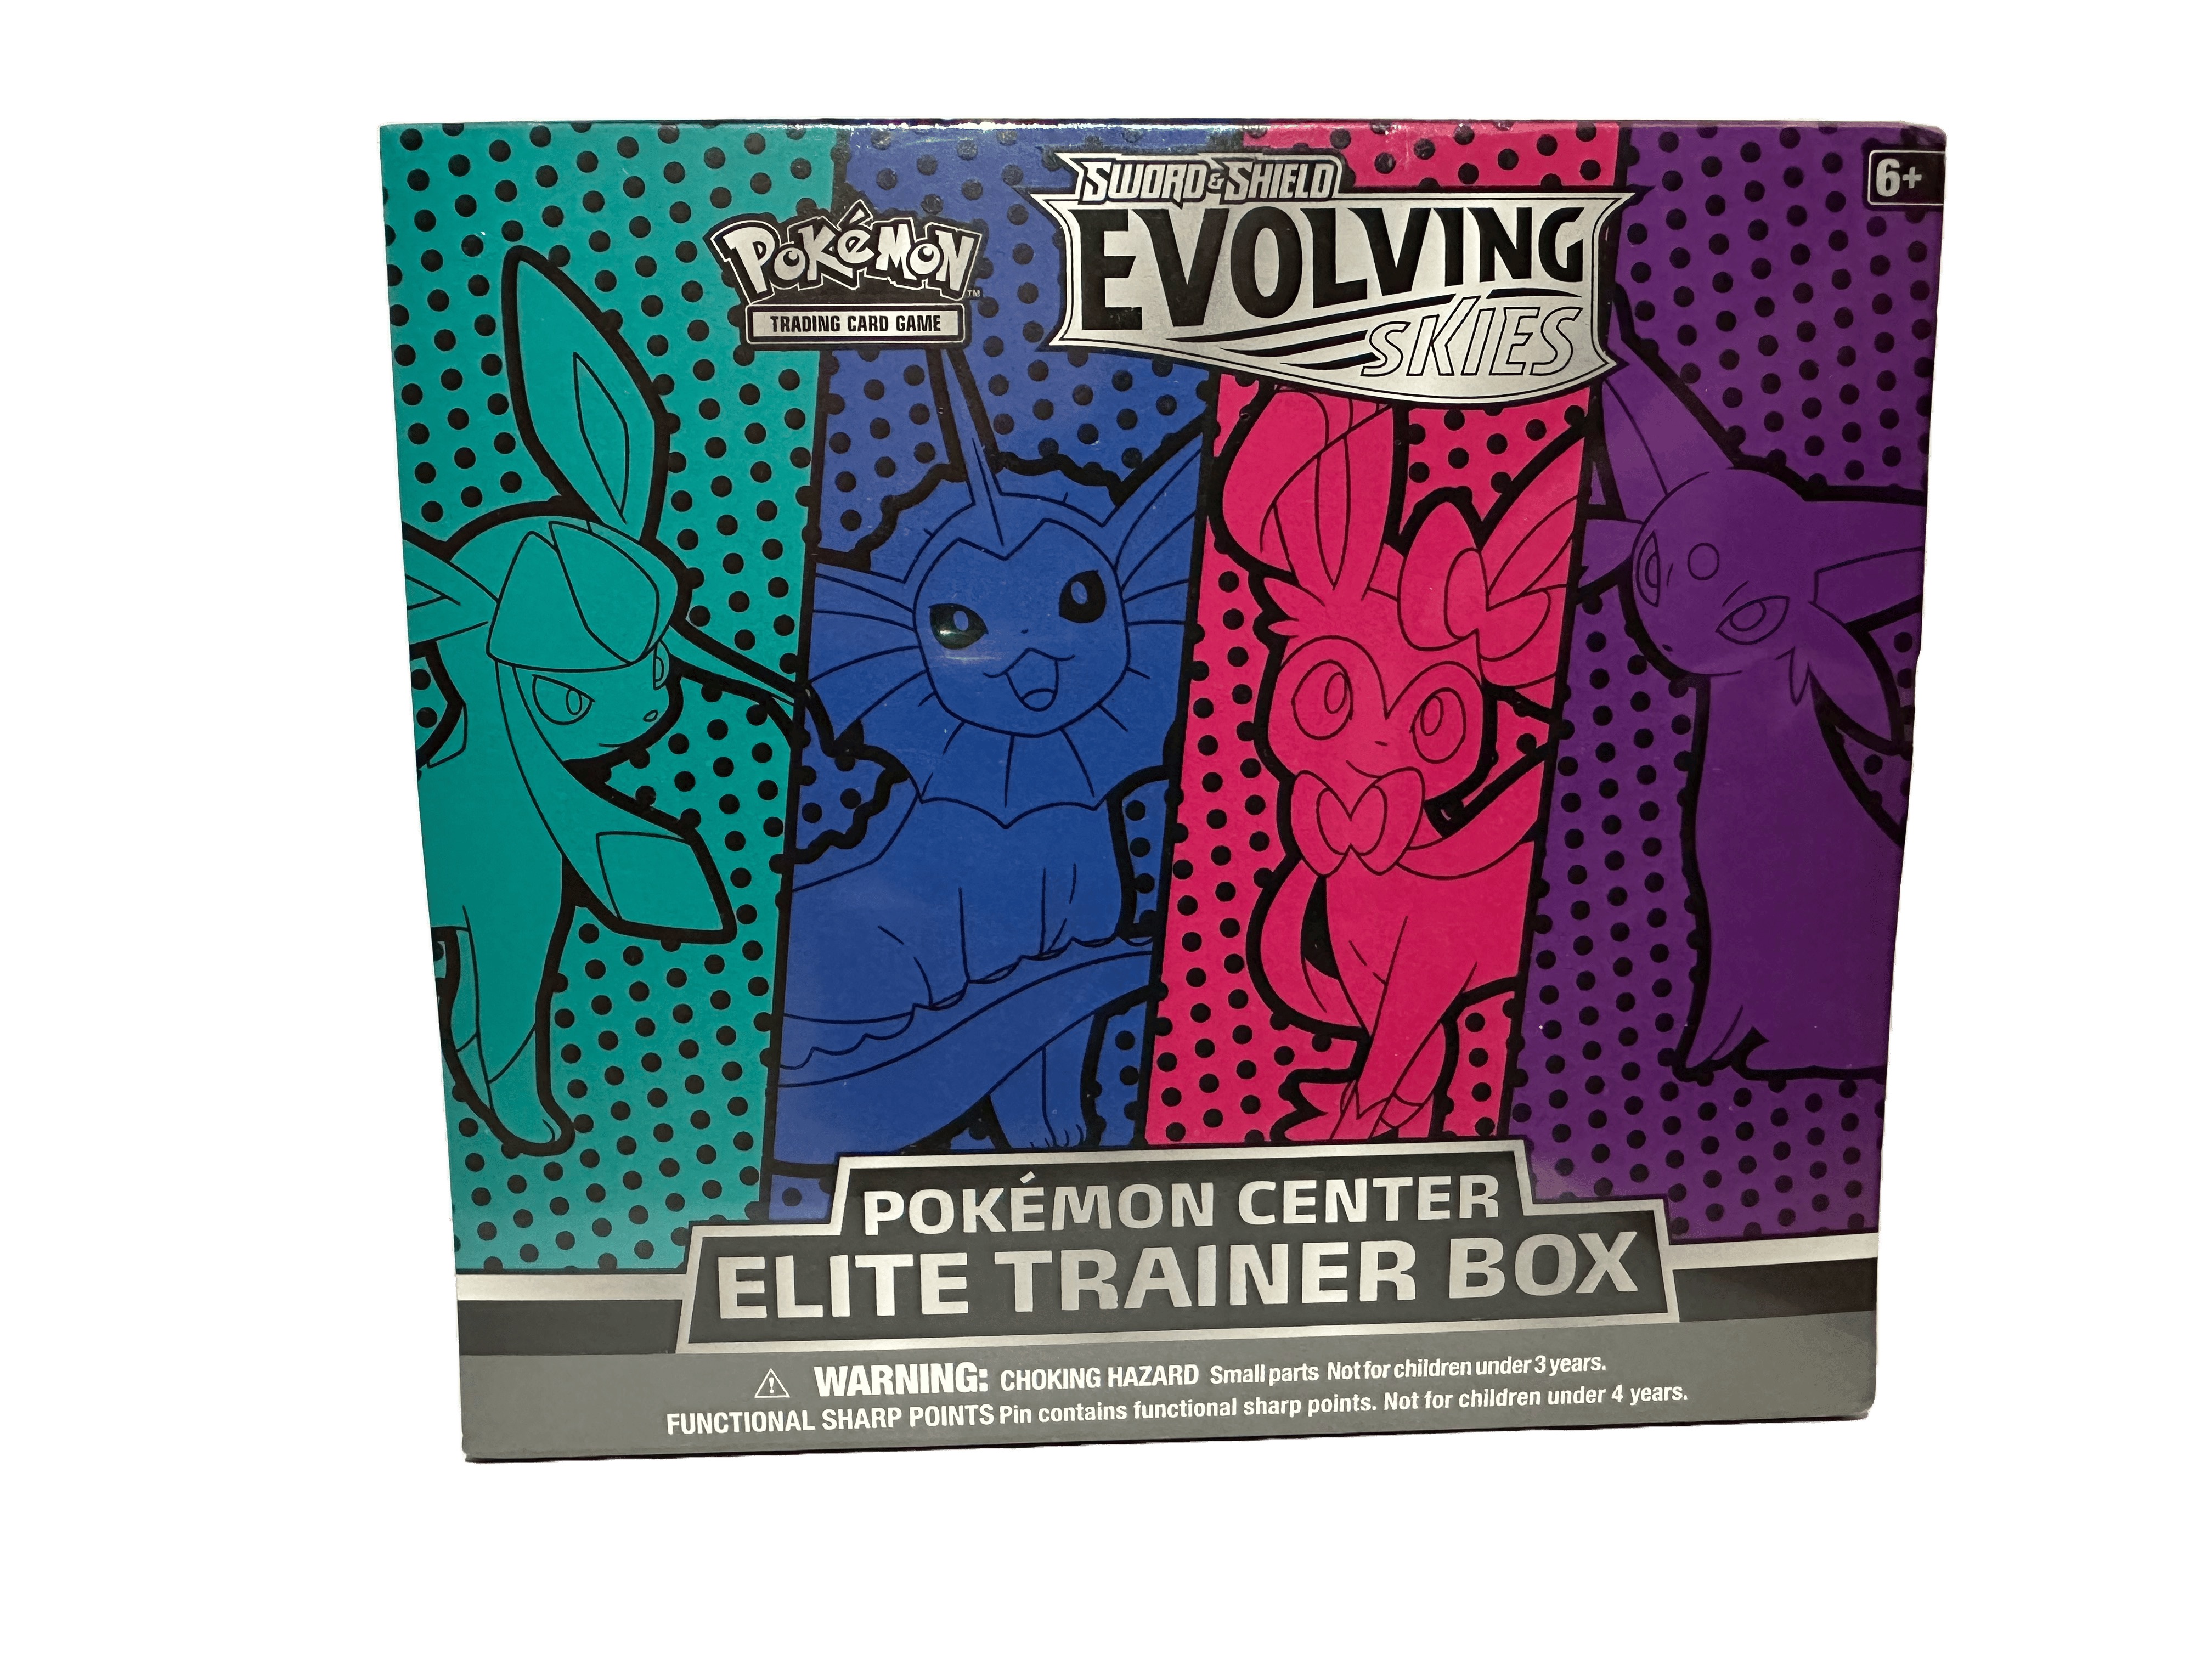 SWORD & SHIELD
EVOLVING
SKIES
6+
Pokémon™
TRADING CARD GAME
POKÉMON CENTER
ELITE TRAINER BOX
⚠ WARNING: CHOKING HAZARD Small parts Not for children under 3 years.
FUNCTIONAL SHARP POINTS Pin contains functional sharp points. Not for children under 4 years.